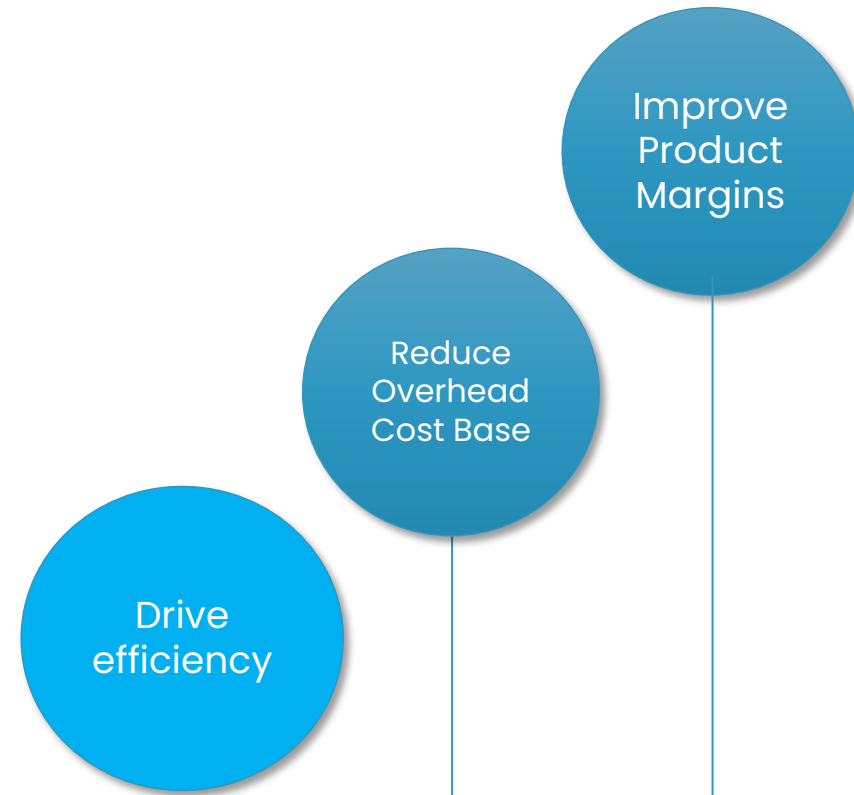 Improve
Product
Margins
Reduce
Overhead
Cost Base
Drive
efficiency